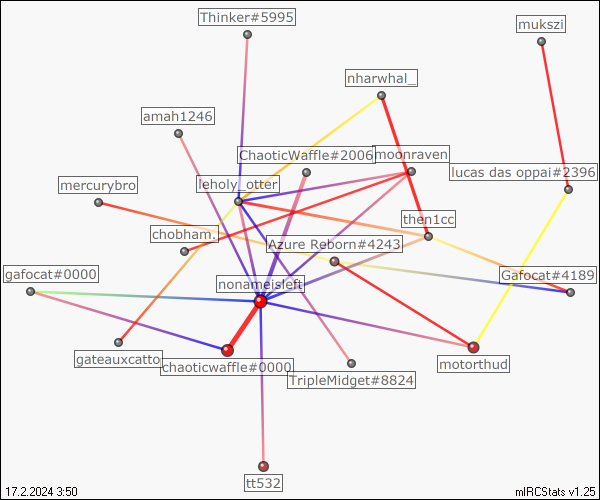 Thinker#5995
mukszi
nharwhal_
amah1246
ChaoticWaffle#2006
moonraven
lucas das oppai#2396
mercurybro
leholy_otter
then1cc
chobham.
Azure Reborn#4243
gafocat#0000
nonameisleft
Gafocat#4189
gateauxcatto
chaoticwaffle#0000
motorthud
TripleMidget#8824
tt532
17.2.2024 3:50
mIRCStats v1.25